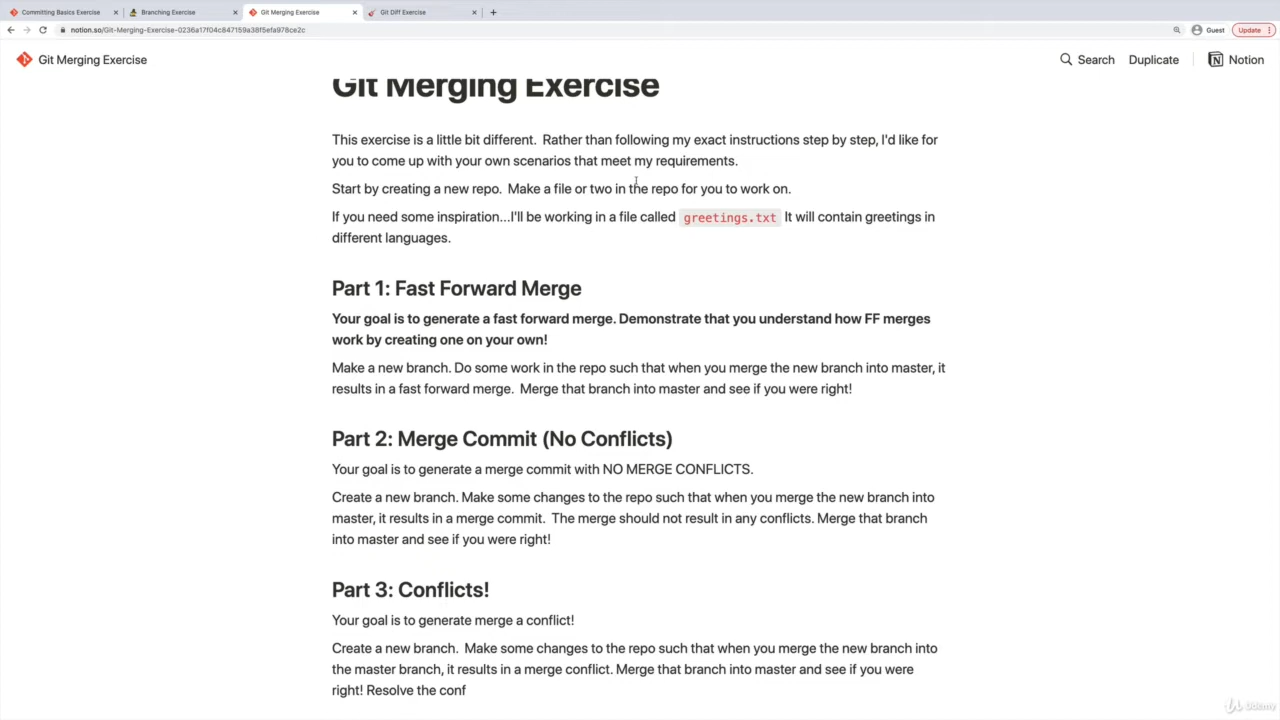 Committing Basics Exercise
Branching Exercise
Git Merging Exercise
Git Diff Exercise
notion.so/Git-Merging-Exercise-0236a17f04c847159a38f5efa978ce2c
Guest
Update
Git Merging Exercise
Search
Duplicate
Notion
Git Merging Exercise
This exercise is a little bit different. Rather than following my exact instructions step by step, I'd like for
you to come up with your own scenarios that meet my requirements.
Start by creating a new repo. Make a file or two in the repo for you to work on.
If you need some inspiration...I'll be working in a file called greetings.txt It will contain greetings in
different languages.
Part 1: Fast Forward Merge
Your goal is to generate a fast forward merge. Demonstrate that you understand how FF merges
work by creating one on your own!
Make a new branch. Do some work in the repo such that when you merge the new branch into master, it
results in a fast forward merge. Merge that branch into master and see if you were right!
Part 2: Merge Commit (No Conflicts)
Your goal is to generate a merge commit with NO MERGE CONFLICTS.
Create a new branch. Make some changes to the repo such that when you merge the new branch into
master, it results in a merge commit. The merge should not result in any conflicts. Merge that branch
into master and see if you were right!
Part 3: Conflicts!
Your goal is to generate merge a conflict!
Create a new branch. Make some changes to the repo such that when you merge the new branch into
the master branch, it results in a merge conflict. Merge that branch into master and see if you were
right! Resolve the conf
Udemy